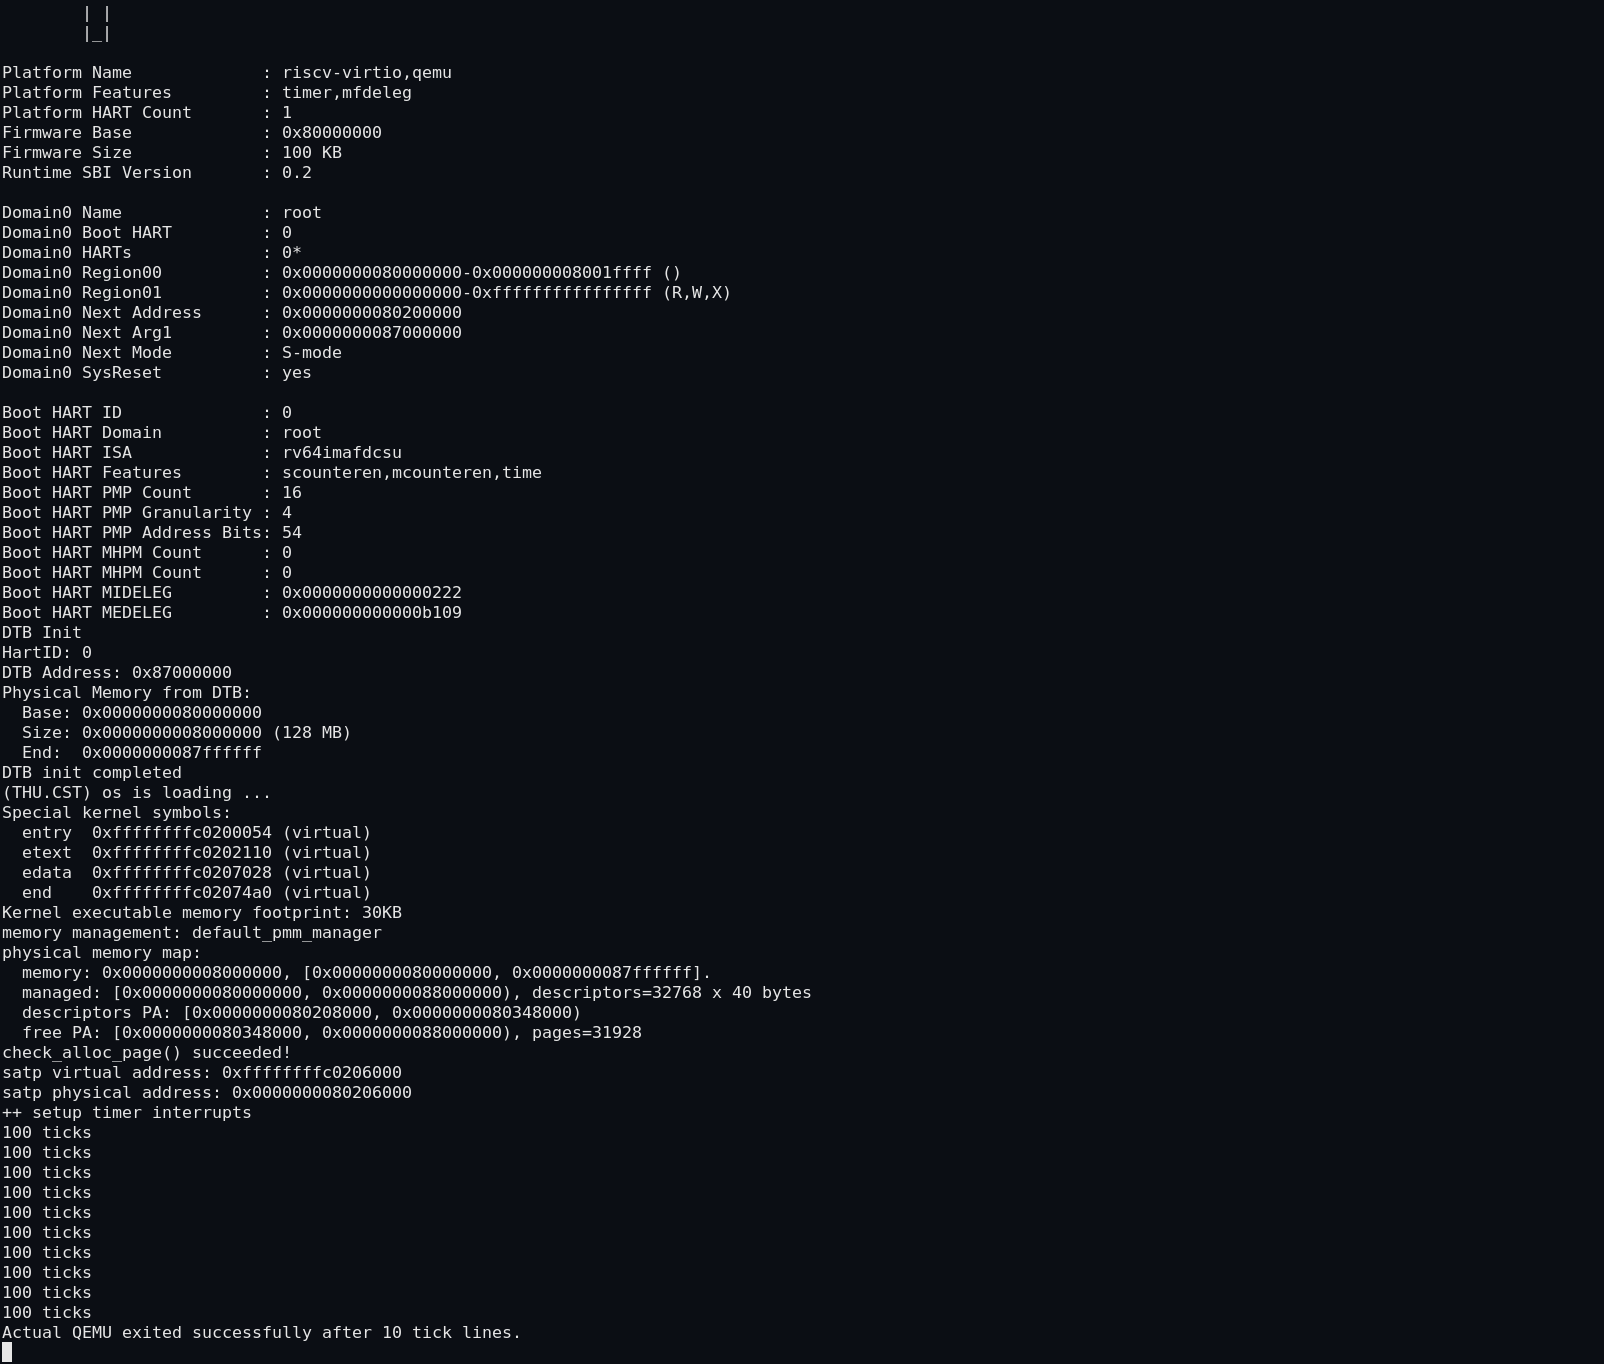 | |
|_|
Platform Name             : riscv-virtio,qemu
Platform Features         : timer,mfdeleg
Platform HART Count       : 1
Firmware Base             : 0x80000000
Firmware Size             : 100 KB
Runtime SBI Version       : 0.2
Domain0 Name              : root
Domain0 Boot HART         : 0
Domain0 HARTs             : 0*
Domain0 Region00          : 0x0000000080000000-0x000000008001ffff ()
Domain0 Region01          : 0x0000000000000000-0xffffffffffffffff (R,W,X)
Domain0 Next Address      : 0x0000000080200000
Domain0 Next Arg1         : 0x0000000087000000
Domain0 Next Mode         : S-mode
Domain0 SysReset          : yes
Boot HART ID              : 0
Boot HART Domain          : root
Boot HART ISA             : rv64imafdcsu
Boot HART Features        : scounteren,mcounteren,time
Boot HART PMP Count       : 16
Boot HART PMP Granularity : 4
Boot HART PMP Address Bits: 54
Boot HART MHPM Count      : 0
Boot HART MHPM Count      : 0
Boot HART MIDELEG         : 0x0000000000000222
Boot HART MEDELEG         : 0x000000000000b109
DTB Init
HartID: 0
DTB Address: 0x87000000
Physical Memory from DTB:
  Base: 0x0000000080000000
  Size: 0x0000000008000000 (128 MB)
  End:  0x0000000087ffffff
DTB init completed
(THU.CST) os is loading ...
Special kernel symbols:
  entry  0xffffffffc0200054 (virtual)
  etext  0xffffffffc0202110 (virtual)
  edata  0xffffffffc0207028 (virtual)
  end    0xffffffffc02074a0 (virtual)
Kernel executable memory footprint: 30KB
memory management: default_pmm_manager
physical memory map:
  memory: 0x0000000008000000, [0x0000000080000000, 0x0000000087ffffff].
  managed: [0x0000000080000000, 0x0000000088000000), descriptors=32768 x 40 bytes
  descriptors PA: [0x0000000080208000, 0x0000000080348000)
  free PA: [0x0000000080348000, 0x0000000088000000), pages=31928
check_alloc_page() succeeded!
satp virtual address: 0xffffffffc0206000
satp physical address: 0x0000000080206000
++ setup timer interrupts
100 ticks
100 ticks
100 ticks
100 ticks
100 ticks
100 ticks
100 ticks
100 ticks
100 ticks
100 ticks
Actual QEMU exited successfully after 10 tick lines.